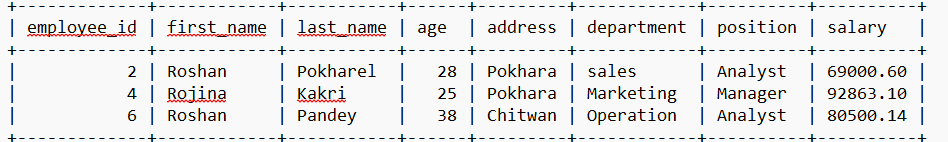 +-------------+------------+-----------+------+---------+------------+----------+----------+
| employee_id | first_name | last_name | age  | address | department | position | salary   |
+-------------+------------+-----------+------+---------+------------+----------+----------+
|           2 | Roshan     | Pokharel  |   28 | Pokhara | sales      | Analyst  | 69000.60 |
|           4 | Rojina     | Kakri     |   25 | Pokhara | Marketing  | Manager  | 92863.10 |
|           6 | Roshan     | Pandey    |   38 | Chitwan | Operation  | Analyst  | 80500.14 |
+-------------+------------+-----------+------+---------+------------+----------+----------+